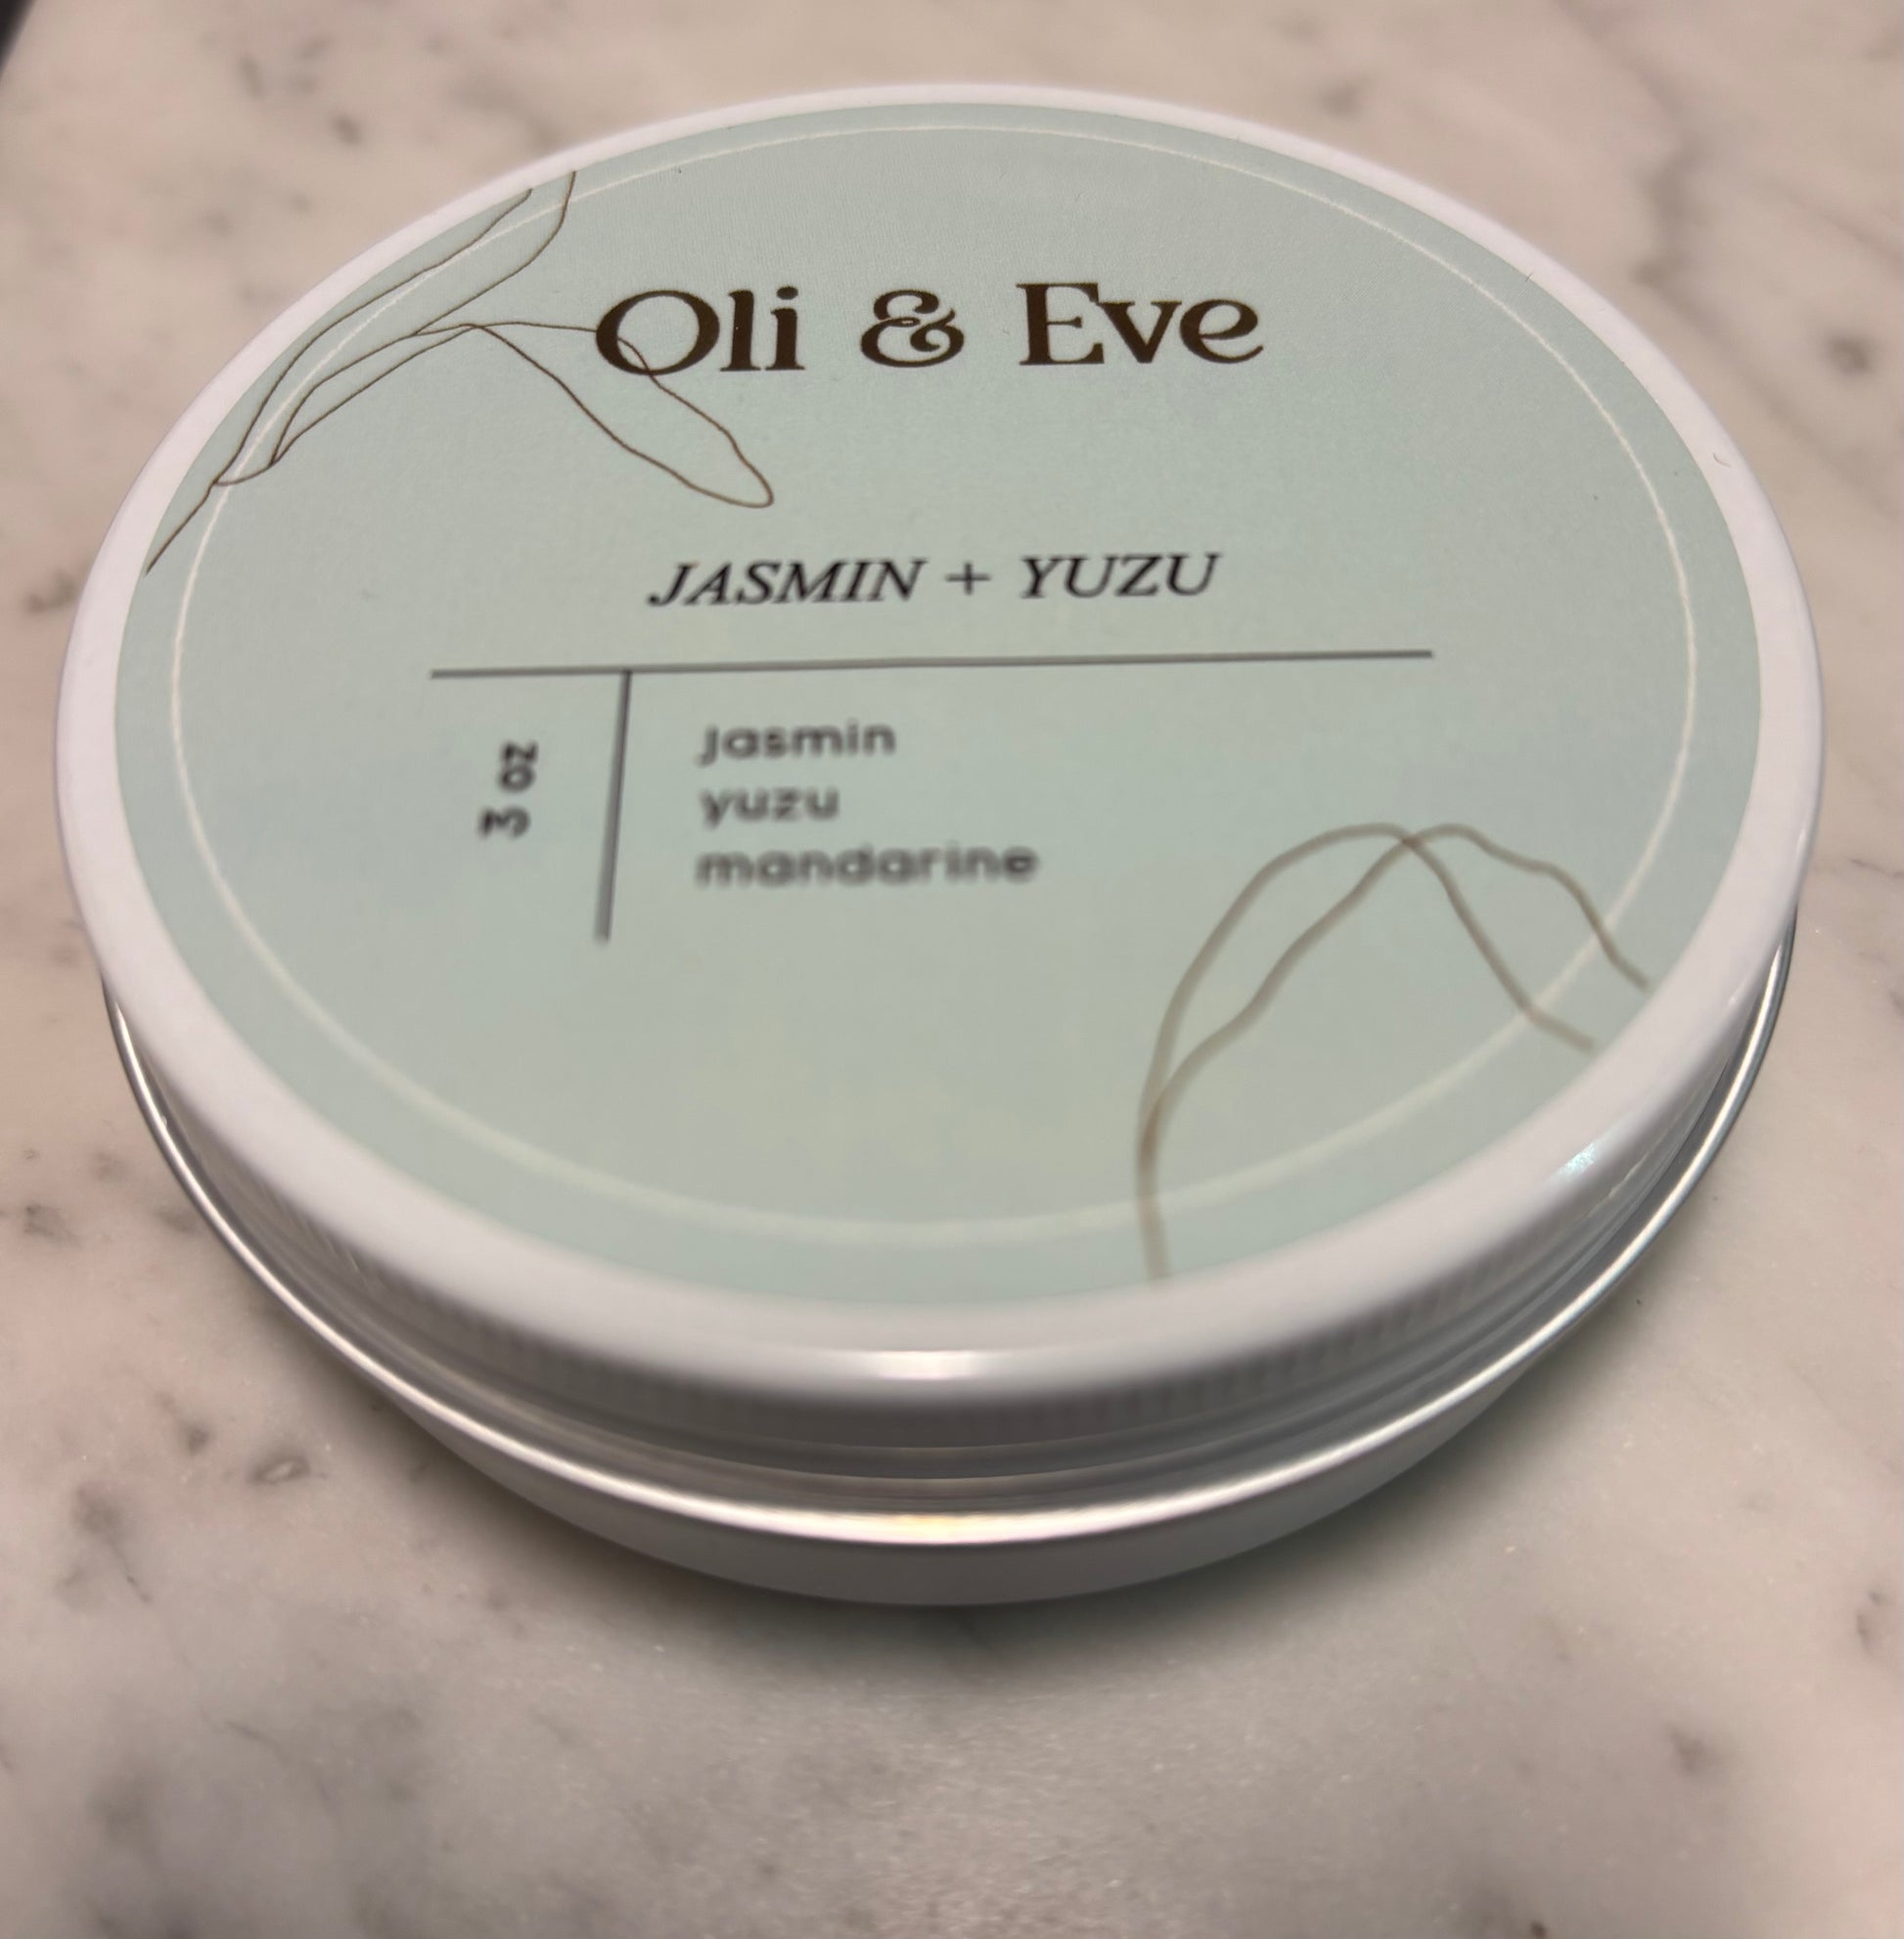 Oli & Eve
JASMIN + YUZU
3 oz
jasmin
yuzu
mandarine